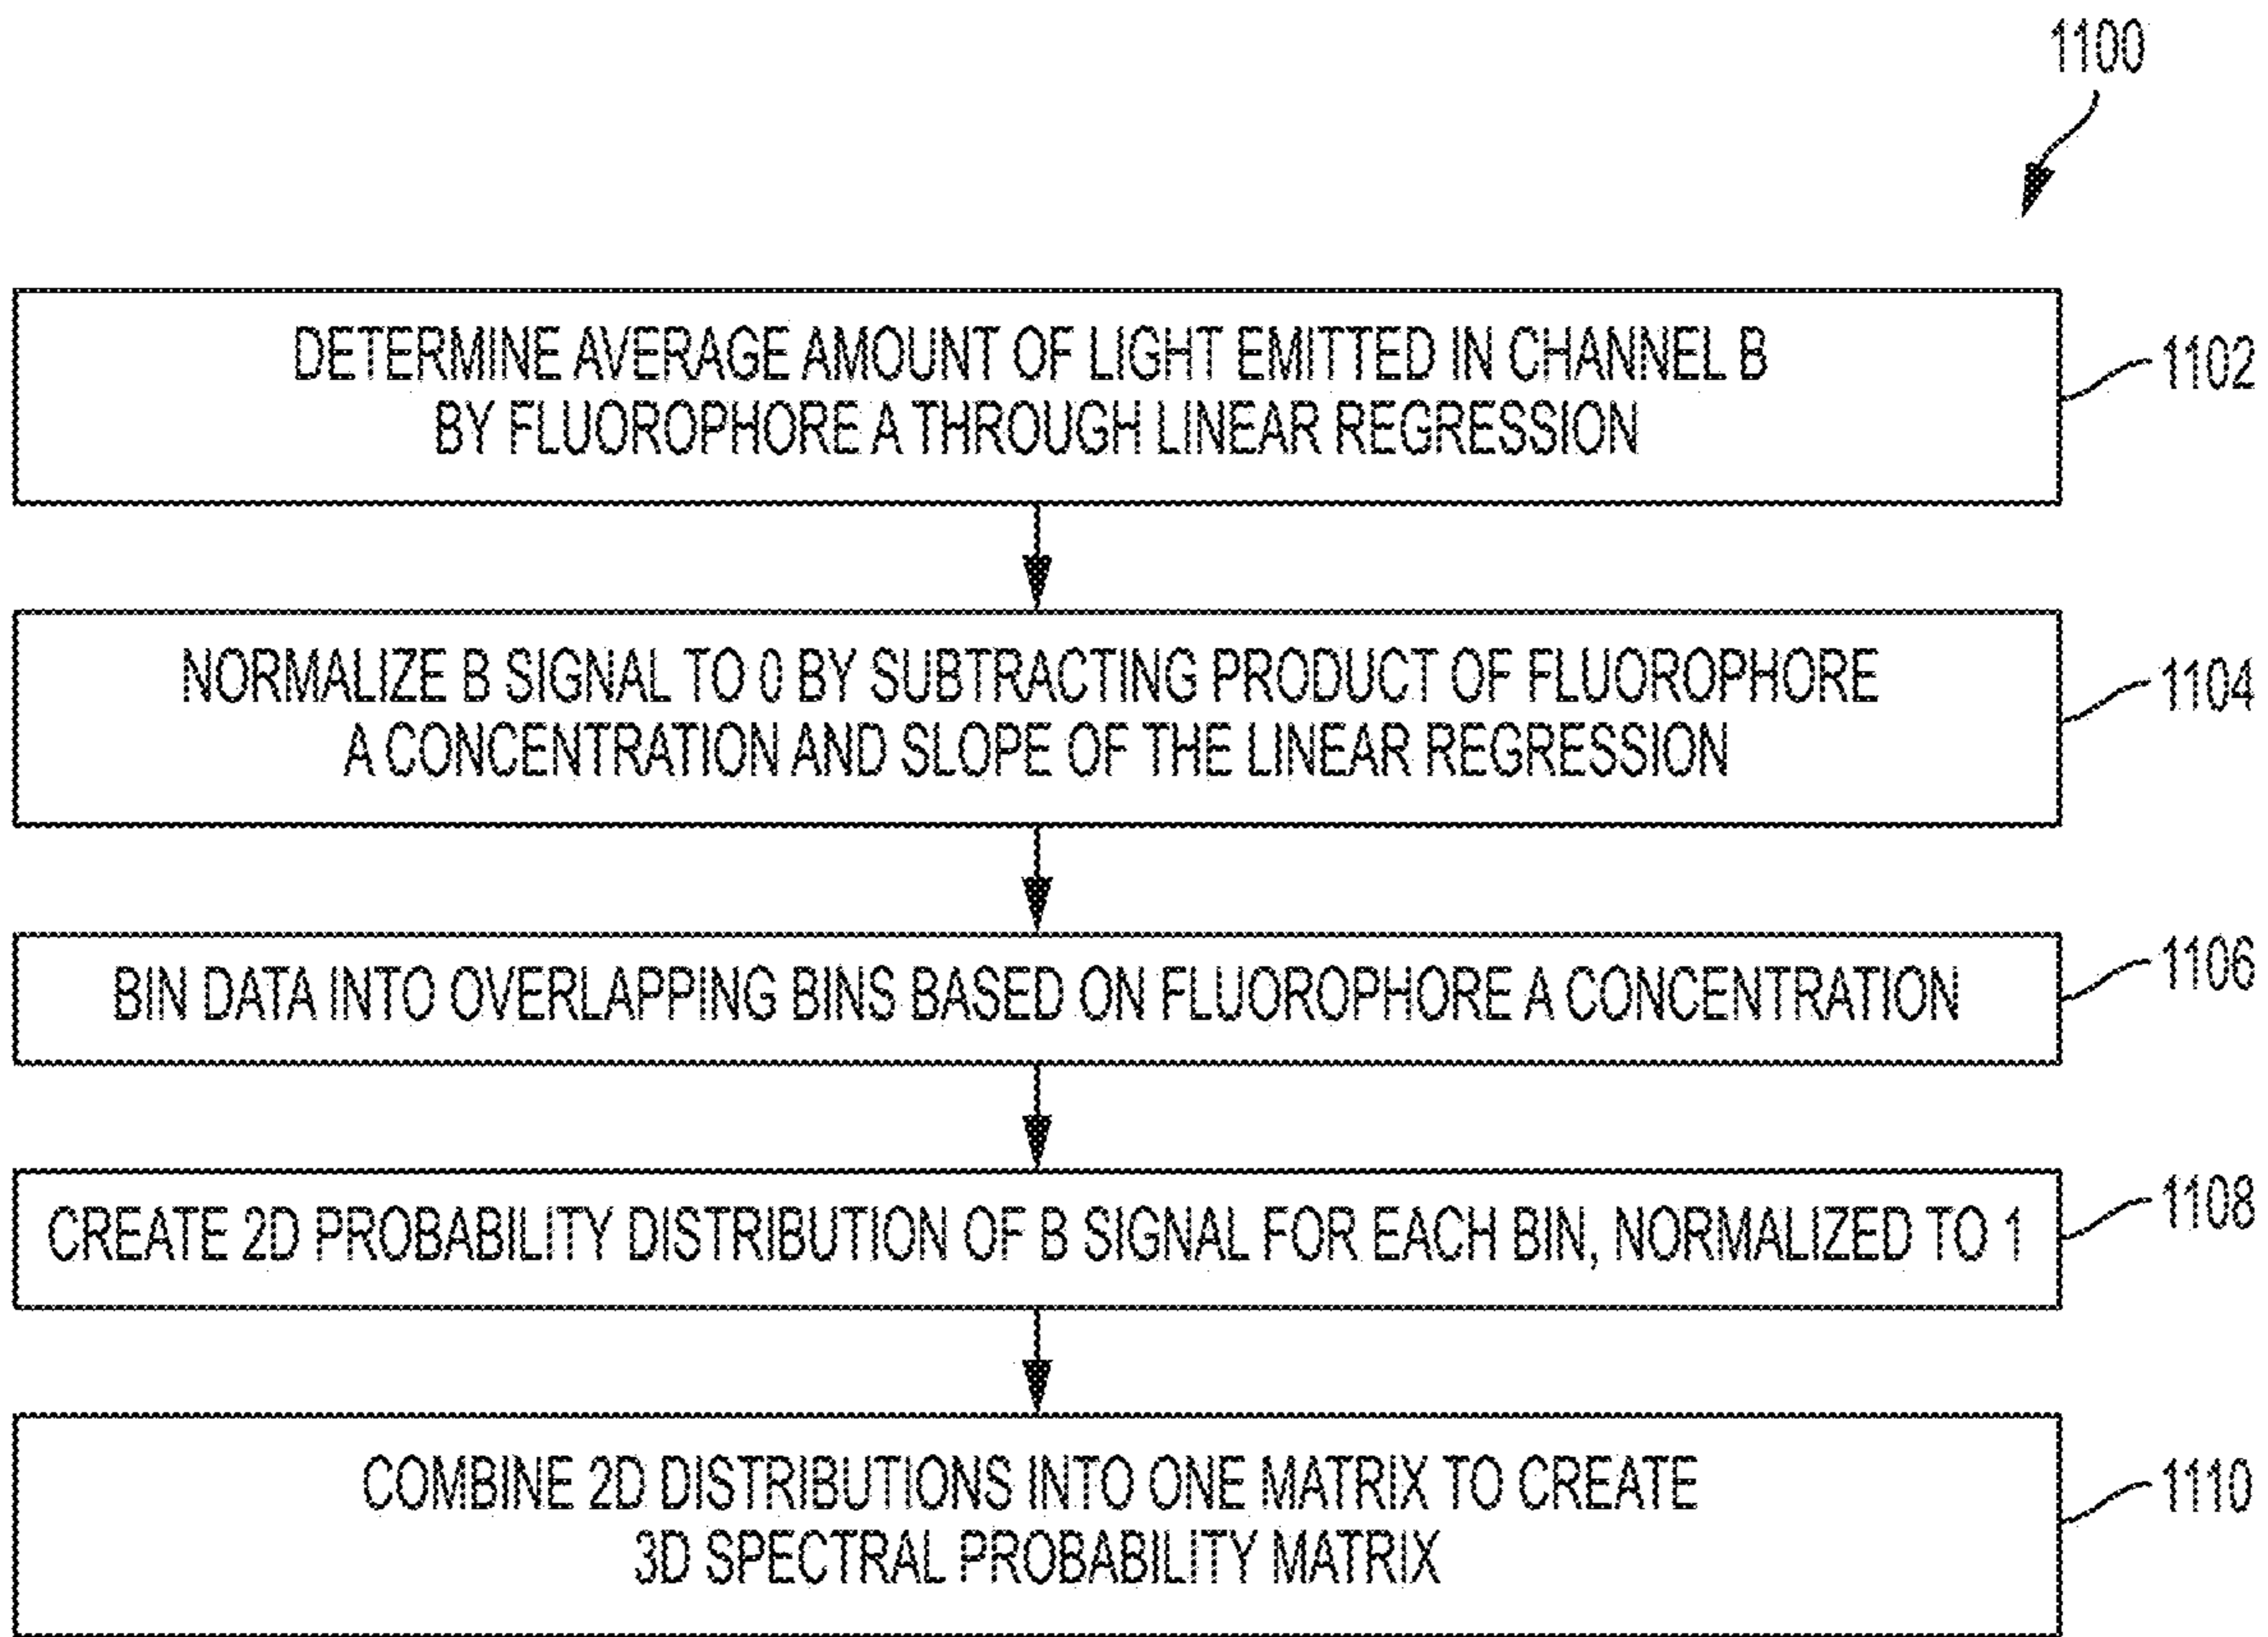 1100
DETERMINE AVERAGE AMOUNT OF LIGHT EMITTED IN CHANNEL B
BY FLUOROPHORE A THROUGH LINEAR REGRESSION
1102
NORMALIZE B SIGNAL TO 0 BY SUBTRACTING PRODUCT OF FLUOROPHORE
A CONCENTRATION AND SLOPE OF THE LINEAR REGRESSION
1104
BIN DATA INTO OVERLAPPING BINS BASED ON FLUOROPHORE A CONCENTRATION
1106
CREATE 2D PROBABILITY DISTRIBUTION OF B SIGNAL FOR EACH BIN, NORMALIZED TO 1
1108
COMBINE 2D DISTRIBUTIONS INTO ONE MATRIX TO CREATE
3D SPECTRAL PROBABILITY MATRIX
1110